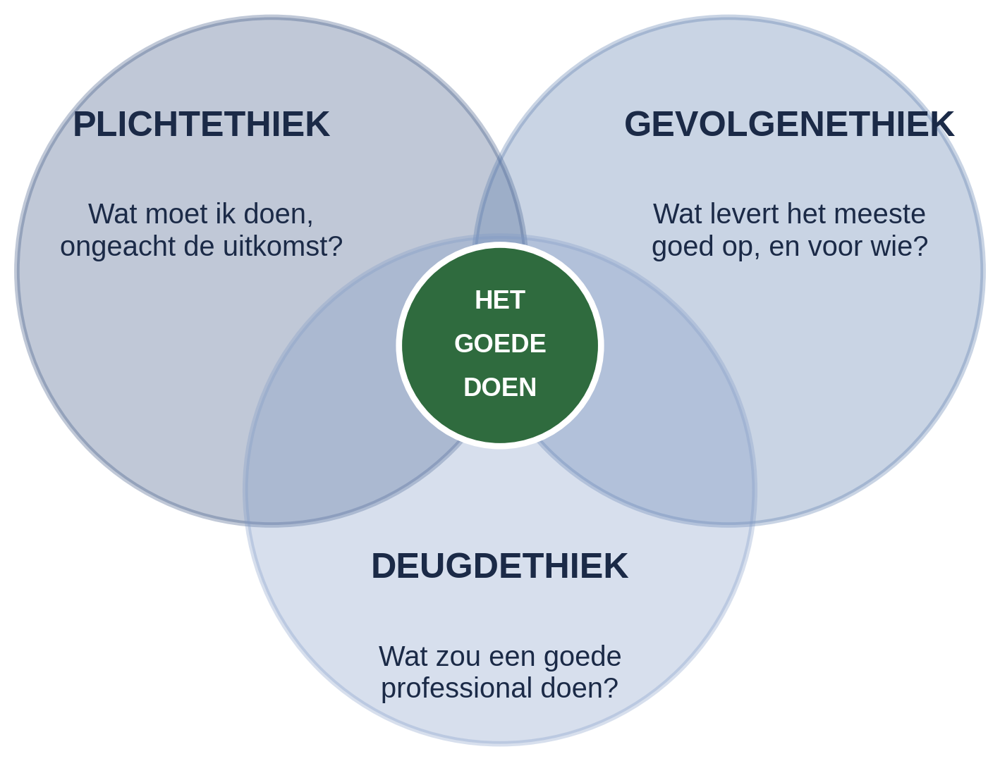 PLICHTETHIEK
Wat moet ik doen,
ongeacht de uitkomst?
GEVOLGENETHIEK
Wat levert het meeste
goed op, en voor wie?
HET
GOEDE
DOEN
DEUGDETHIEK
Wat zou een goede
professional doen?